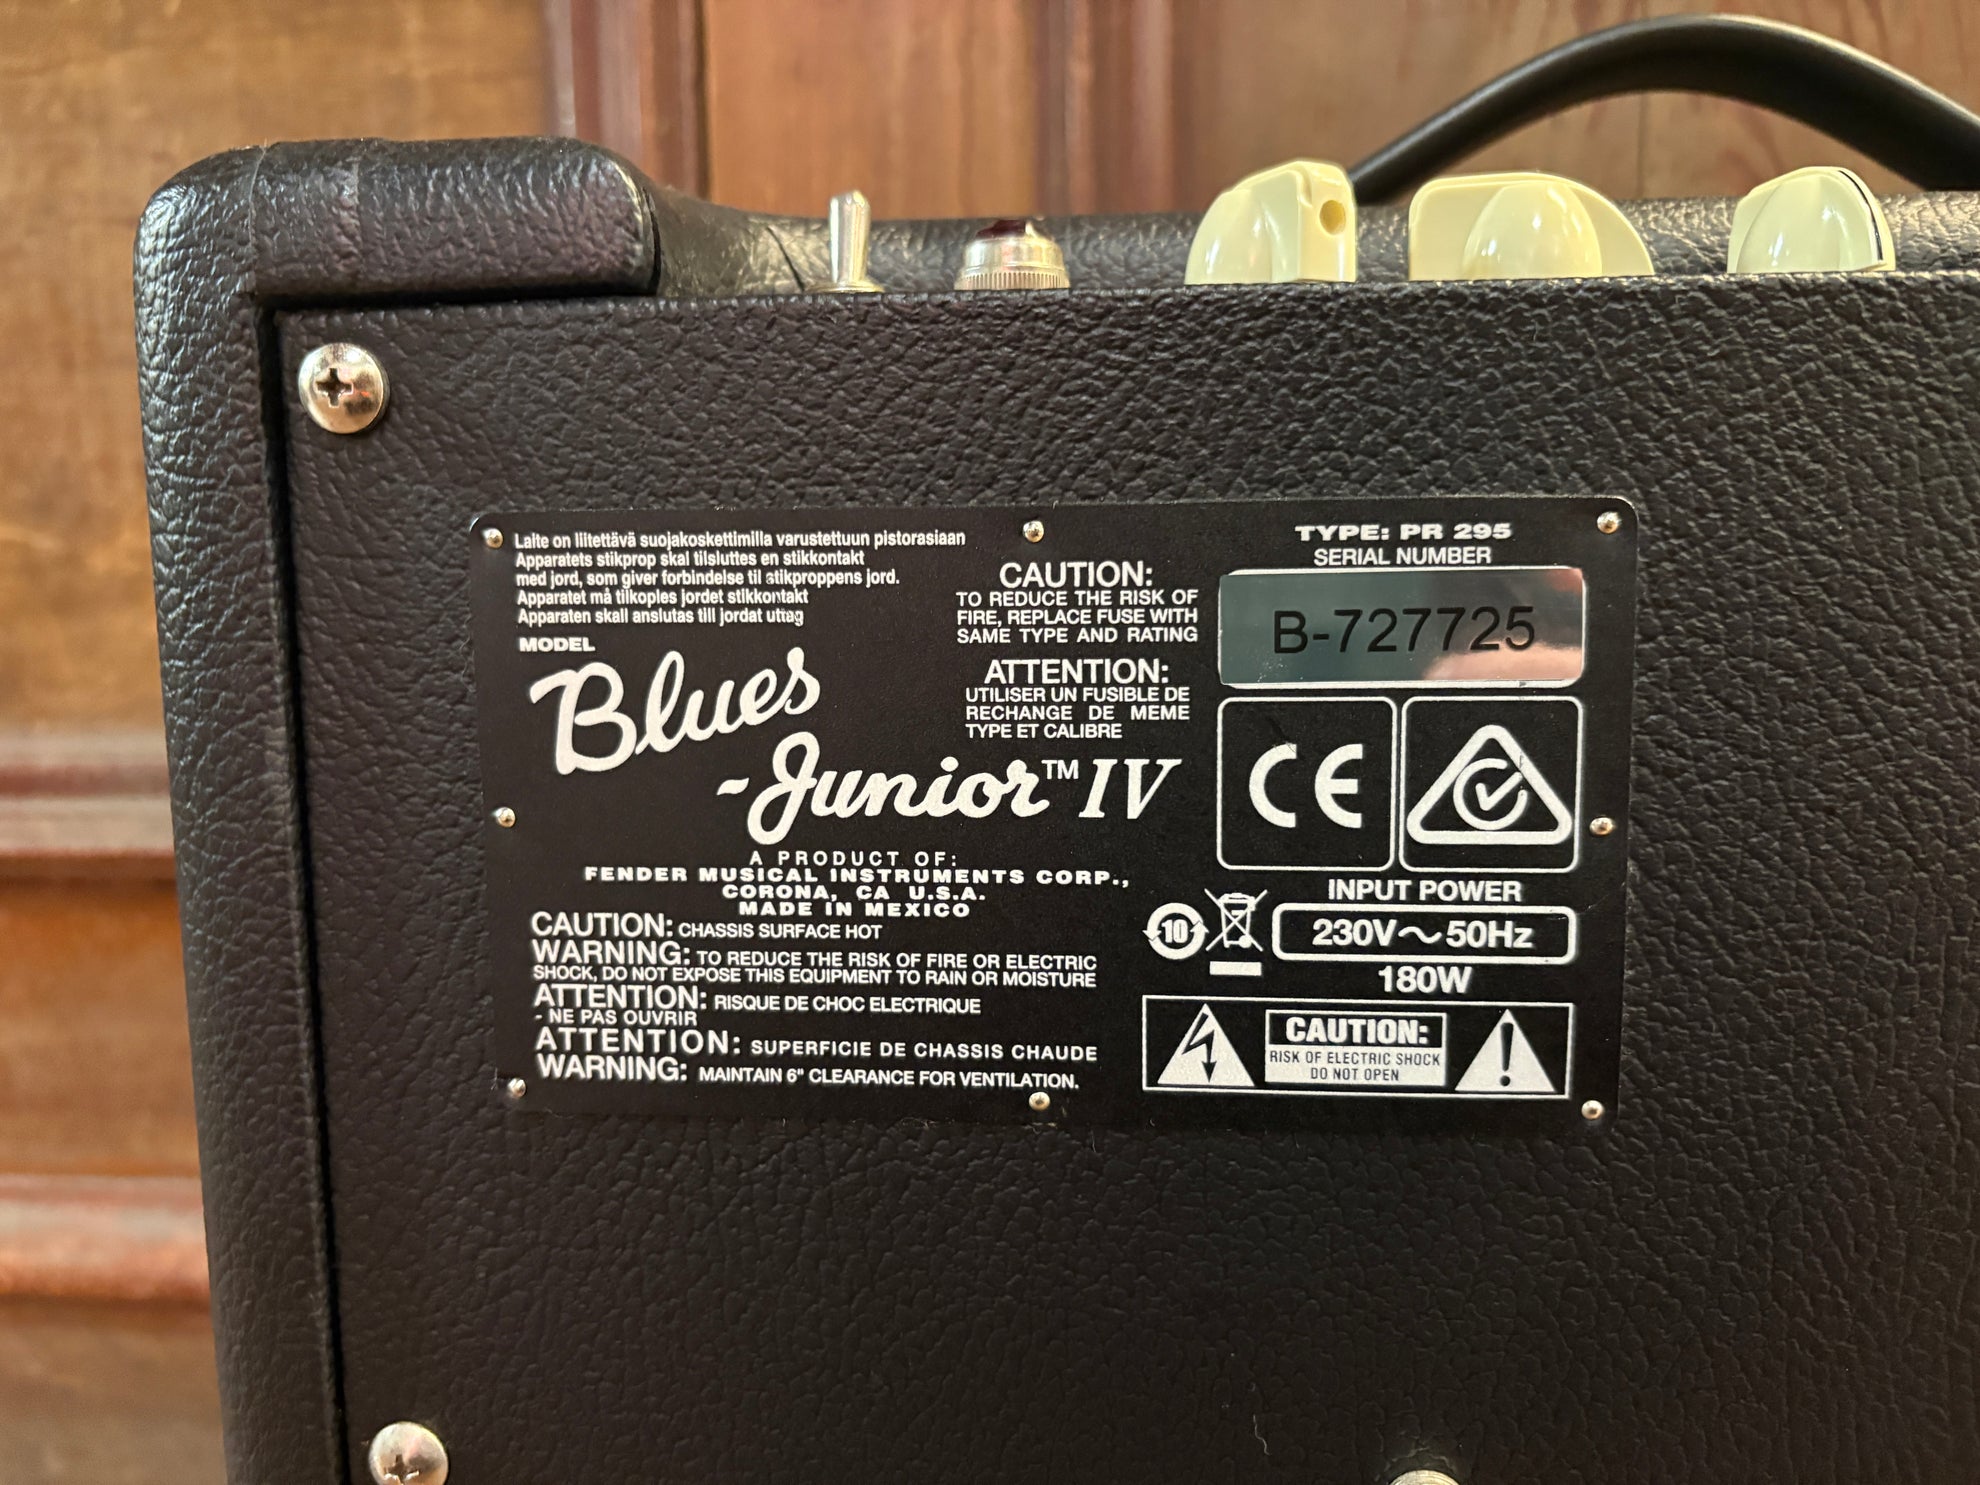 Laite on liitettävä suojakoskettimilla varustettuun pistorasiaan
Apparatets stikprop skal tilsluttes en stikkontakt
med jord, som giver forbindelse til stikproppens jord.
Apparatet må tilkoples jordet stikkontakt
Apparaten skall anslutas till jordat uttag
MODEL
Blues
Junior™ IV
A PRODUCT OF:
FENDER MUSICAL INSTRUMENTS CORP.,
CORONA, CA U.S.A.
MADE IN MEXICO
CAUTION: CHASSIS SURFACE HOT
WARNING: TO REDUCE THE RISK OF FIRE OR ELECTRIC
SHOCK, DO NOT EXPOSE THIS EQUIPMENT TO RAIN OR MOISTURE
ATTENTION: RISQUE DE CHOC ELECTRIQUE
- NE PAS OUVRIR
ATTENTION: SUPERFICIE DE CHASSIS CHAUDE
WARNING: MAINTAIN 6" CLEARANCE FOR VENTILATION.
CAUTION:
TO REDUCE THE RISK OF
FIRE, REPLACE FUSE WITH
SAME TYPE AND RATING
ATTENTION:
UTILISER UN FUSIBLE DE
RECHANGE DE MEME
TYPE ET CALIBRE
TYPE: PR 295
SERIAL NUMBER
B-727725
CE
INPUT POWER
10
230V~50Hz
180W
CAUTION:
RISK OF ELECTRIC SHOCK
DO NOT OPEN